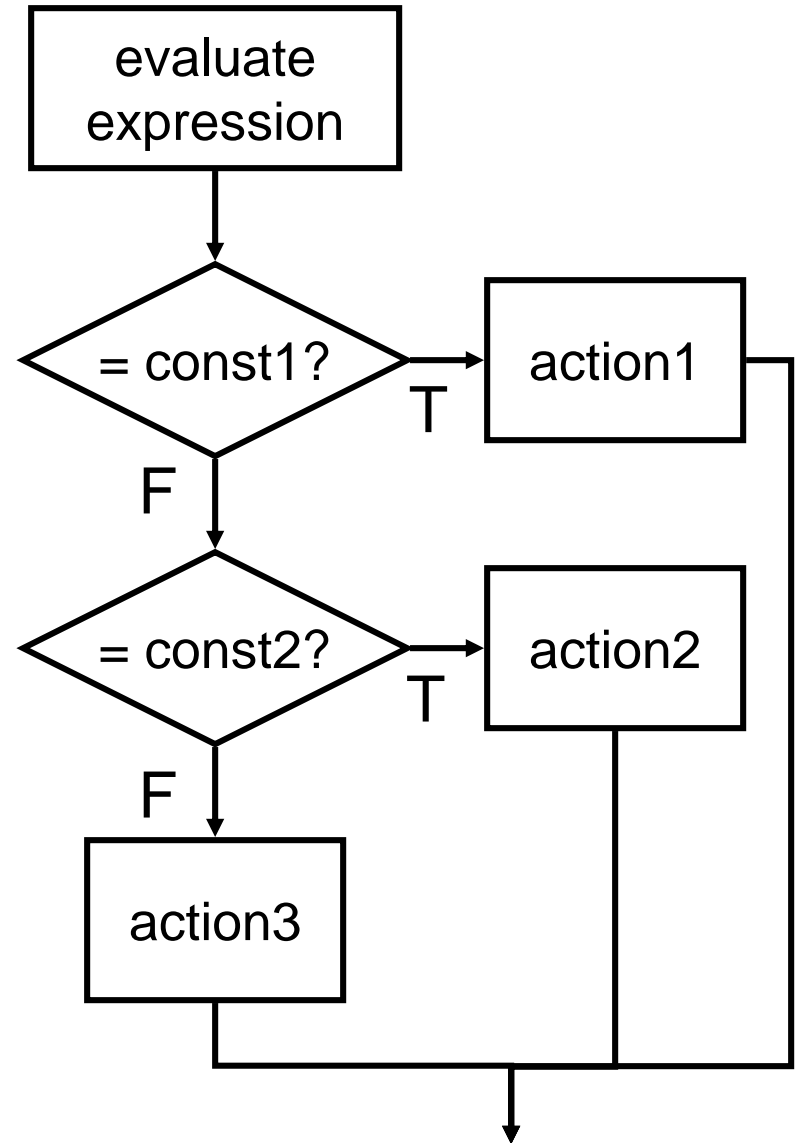 evaluate
expression
= const1?
T
action1
F
= const2?
T
action2
F
action3